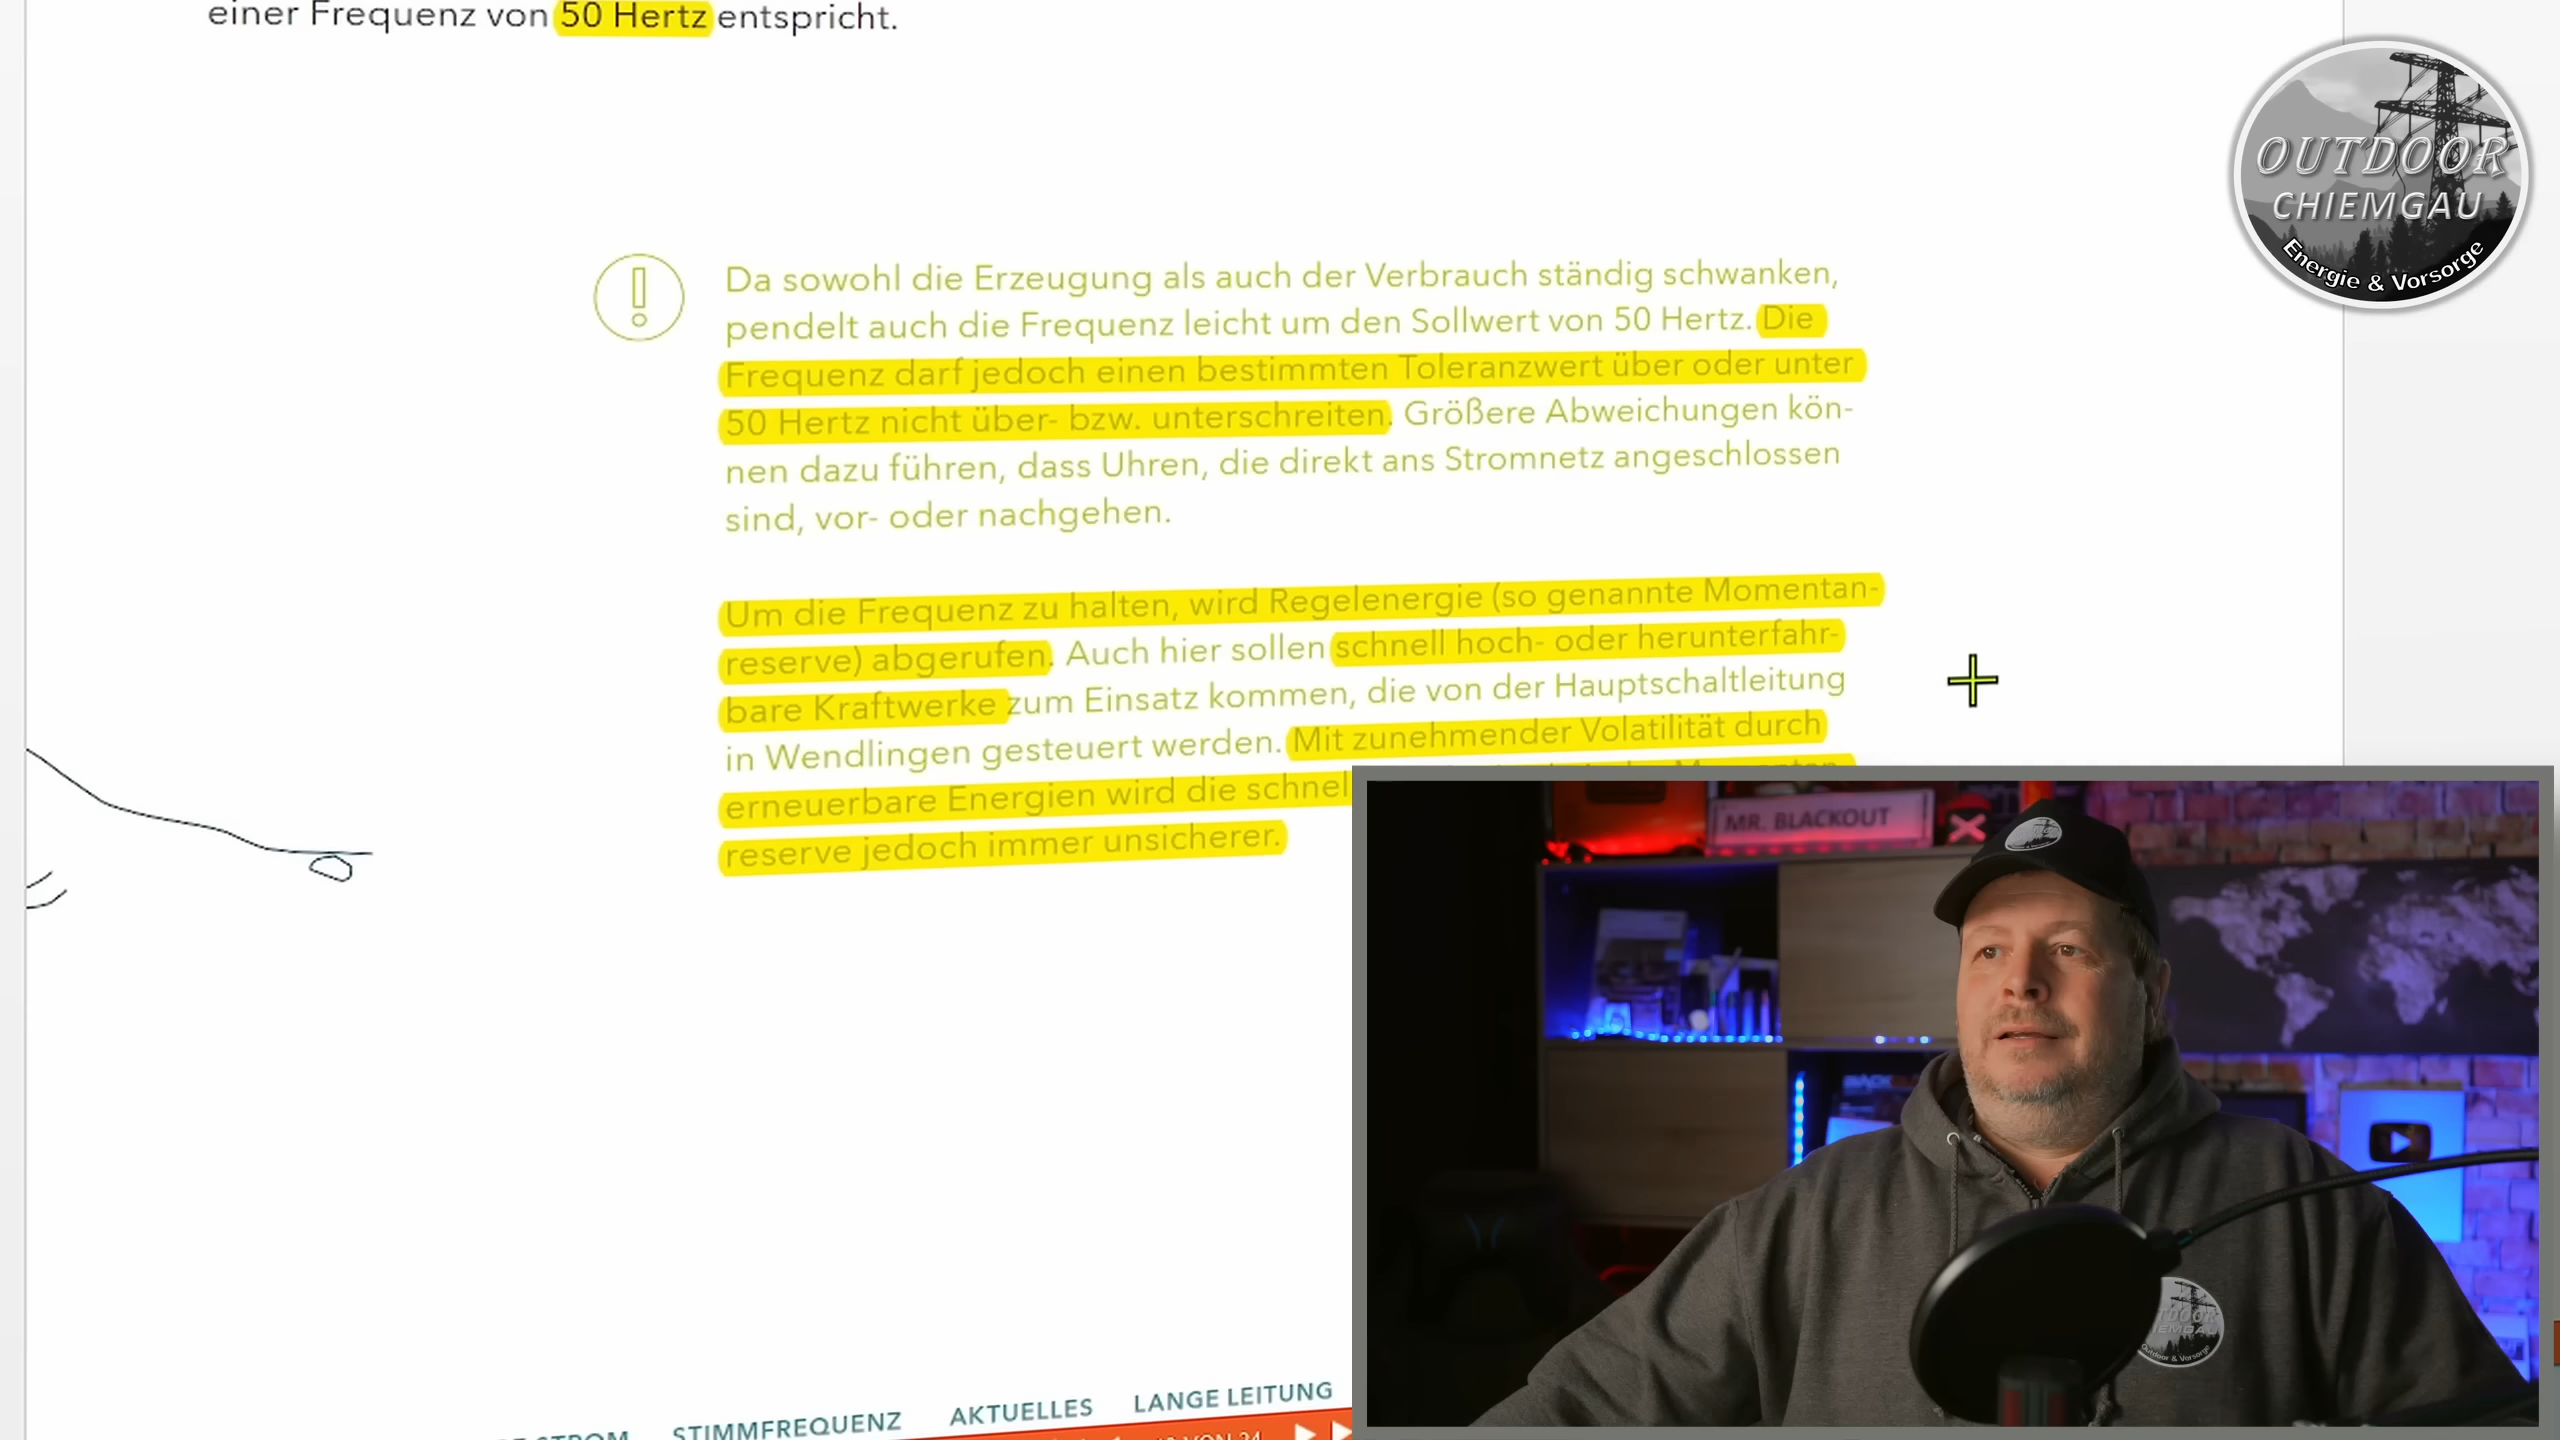 einer Frequenz von 50 Hertz entspricht.
OUTDOOR
CHIEMGAU
Energie & Vorsorge
Da sowohl die Erzeugung als auch der Verbrauch ständig schwanken,
pendelt auch die Frequenz leicht um den Sollwert von 50 Hertz. Die
Frequenz darf jedoch einen bestimmten Toleranzwert über oder unter
50 Hertz nicht über- bzw. unterschreiten. Größere Abweichungen kön-
nen dazu führen, dass Uhren, die direkt ans Stromnetz angeschlossen
sind, vor- oder nachgehen.
Um die Frequenz zu halten, wird Regelenergie (so genannte Momentan-
reserve) abgerufen. Auch hier sollen schnell hoch- oder herunterfahr-
bare Kraftwerke zum Einsatz kommen, die von der Hauptschaltleitung
in Wendlingen gesteuert werden. Mit zunehmender Volatilität durch
erneuerbare Energien wird die schnel
reserve jedoch immer unsicherer.
MR. BLACKOUT
Outdoor & Vorsorge
STROM STIMMFREQUENZ AKTUELLES LANGE LEITUNG
VON 24